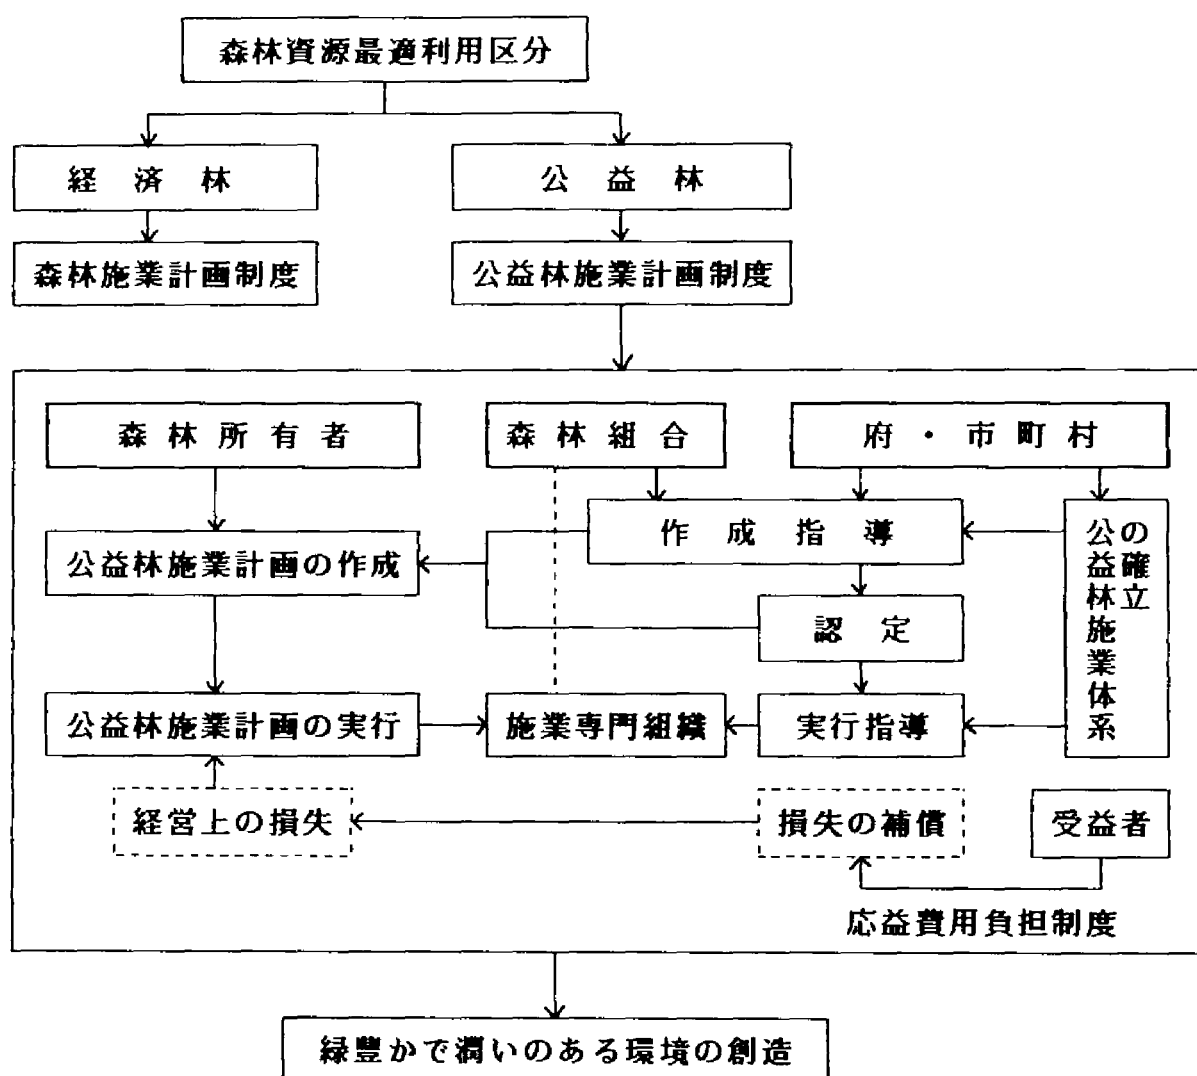 森林資源最適利用区分
経済林
公益林
森林施業計画制度
公益林施業計画制度
森林所有者
森林組合
府・市町村
作成指導
公益林施業体系
の確立
公益林施業計画の作成
認定
公益林施業計画の実行
施業専門組織
実行指導
経営上の損失
損失の補償
受益者
応益費用負担制度
緑豊かで潤いのある環境の創造